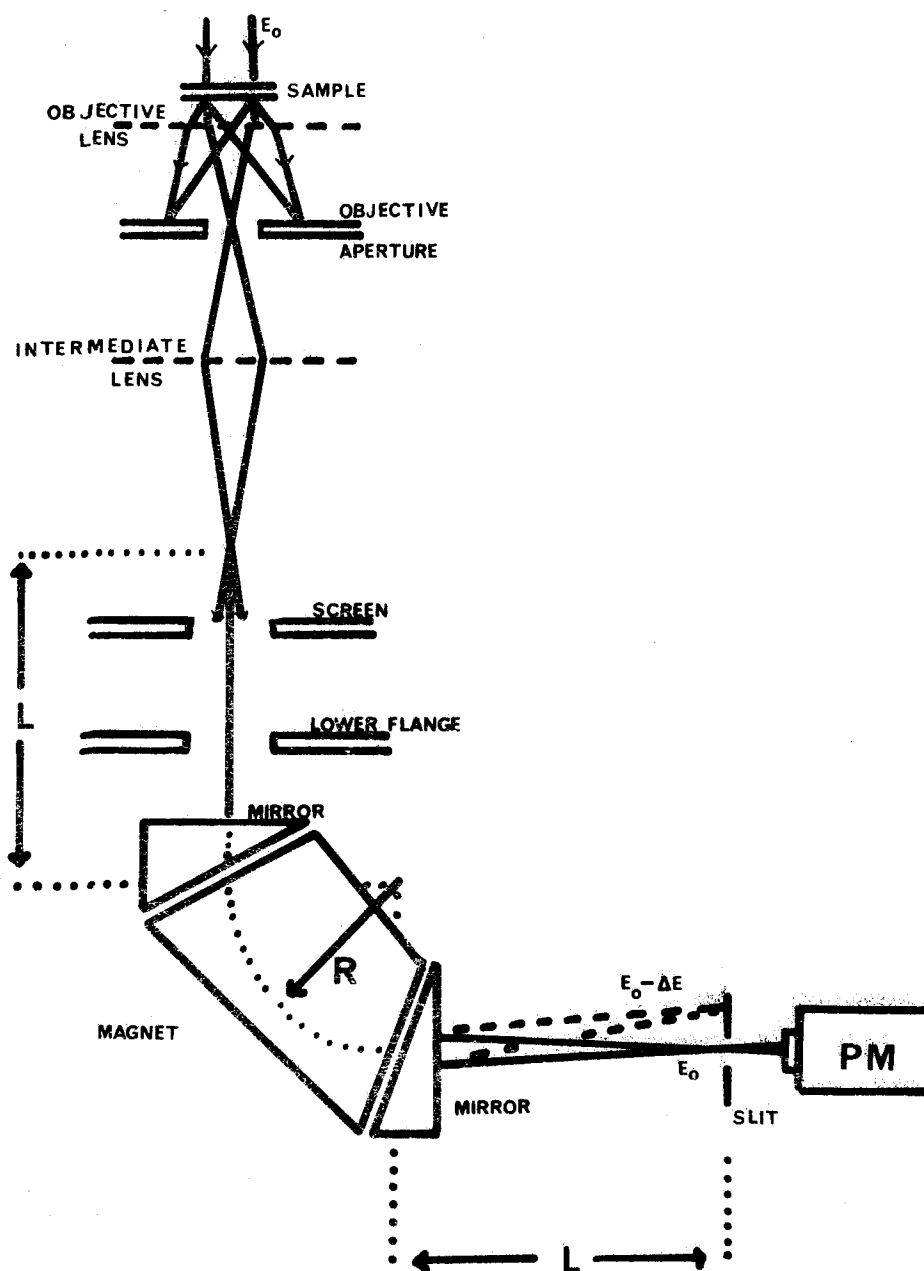 E₀
SAMPLE
OBJECTIVE
LENS
OBJECTIVE
APERTURE
INTERMEDIATE
LENS
SCREEN
L
LOWER FLANGE
MIRROR
R
MAGNET
E₀-ΔE
E₀
PM
MIRROR
SLIT
L